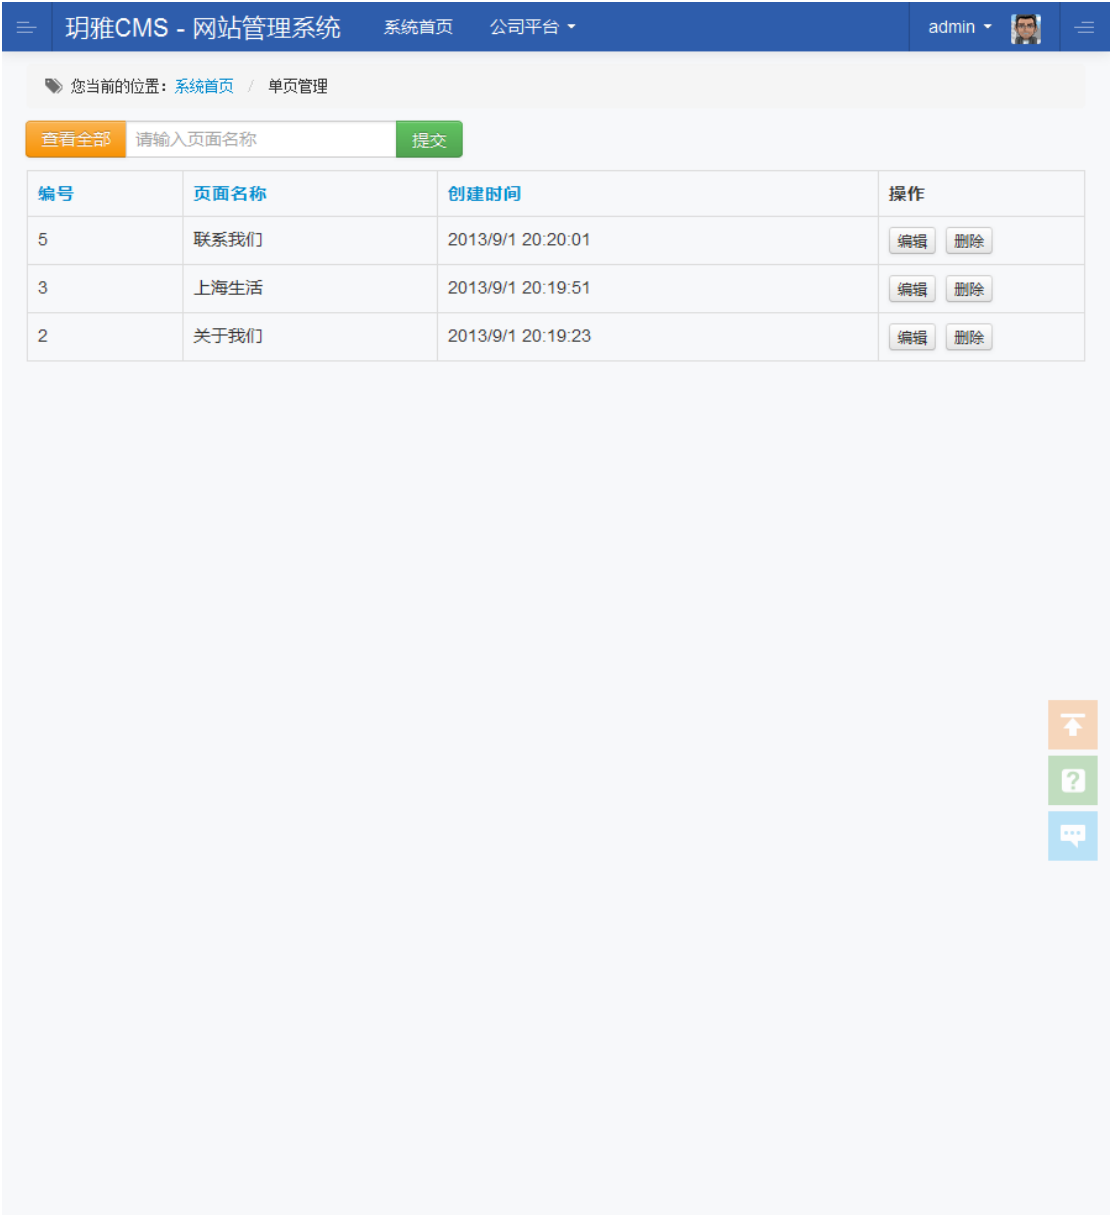 玥雅CMS - 网站管理系统 系统首页 公司平台 admin
您当前的位置： 系统首页 / 单页管理
查看全部 请输入页面名称 提交
编号 页面名称 创建时间 操作
5 联系我们 2013/9/1 20:20:01 编辑 删除
3 上海生活 2013/9/1 20:19:51 编辑 删除
2 关于我们 2013/9/1 20:19:23 编辑 删除